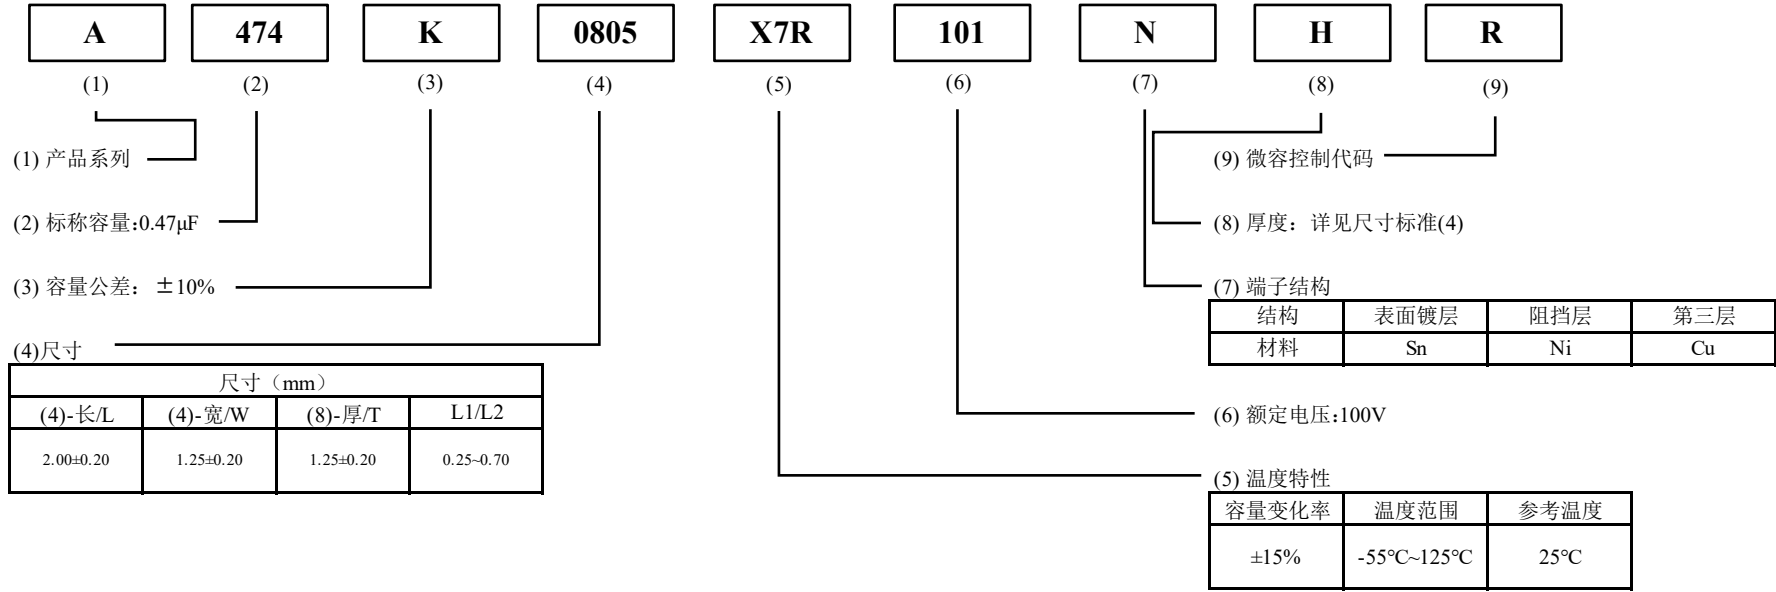 A 474 K 0805 X7R 101 N H R
(1) (2) (3) (4) (5) (6) (7) (8) (9)
(1) 产品系列
(9) 微容控制代码
(2) 标称容量:0.47μF
(8) 厚度：详见尺寸标准(4)
(3) 容量公差：±10%
(7) 端子结构
结构 表面镀层 阻挡层 第三层
材料 Sn Ni Cu
(4)尺寸
尺寸（mm）
(4)-长/L (4)-宽/W (8)-厚/T L1/L2
2.00±0.20 1.25±0.20 1.25±0.20 0.25~0.70
(6) 额定电压:100V
(5) 温度特性
容量变化率 温度范围 参考温度
±15% -55℃~125℃ 25℃